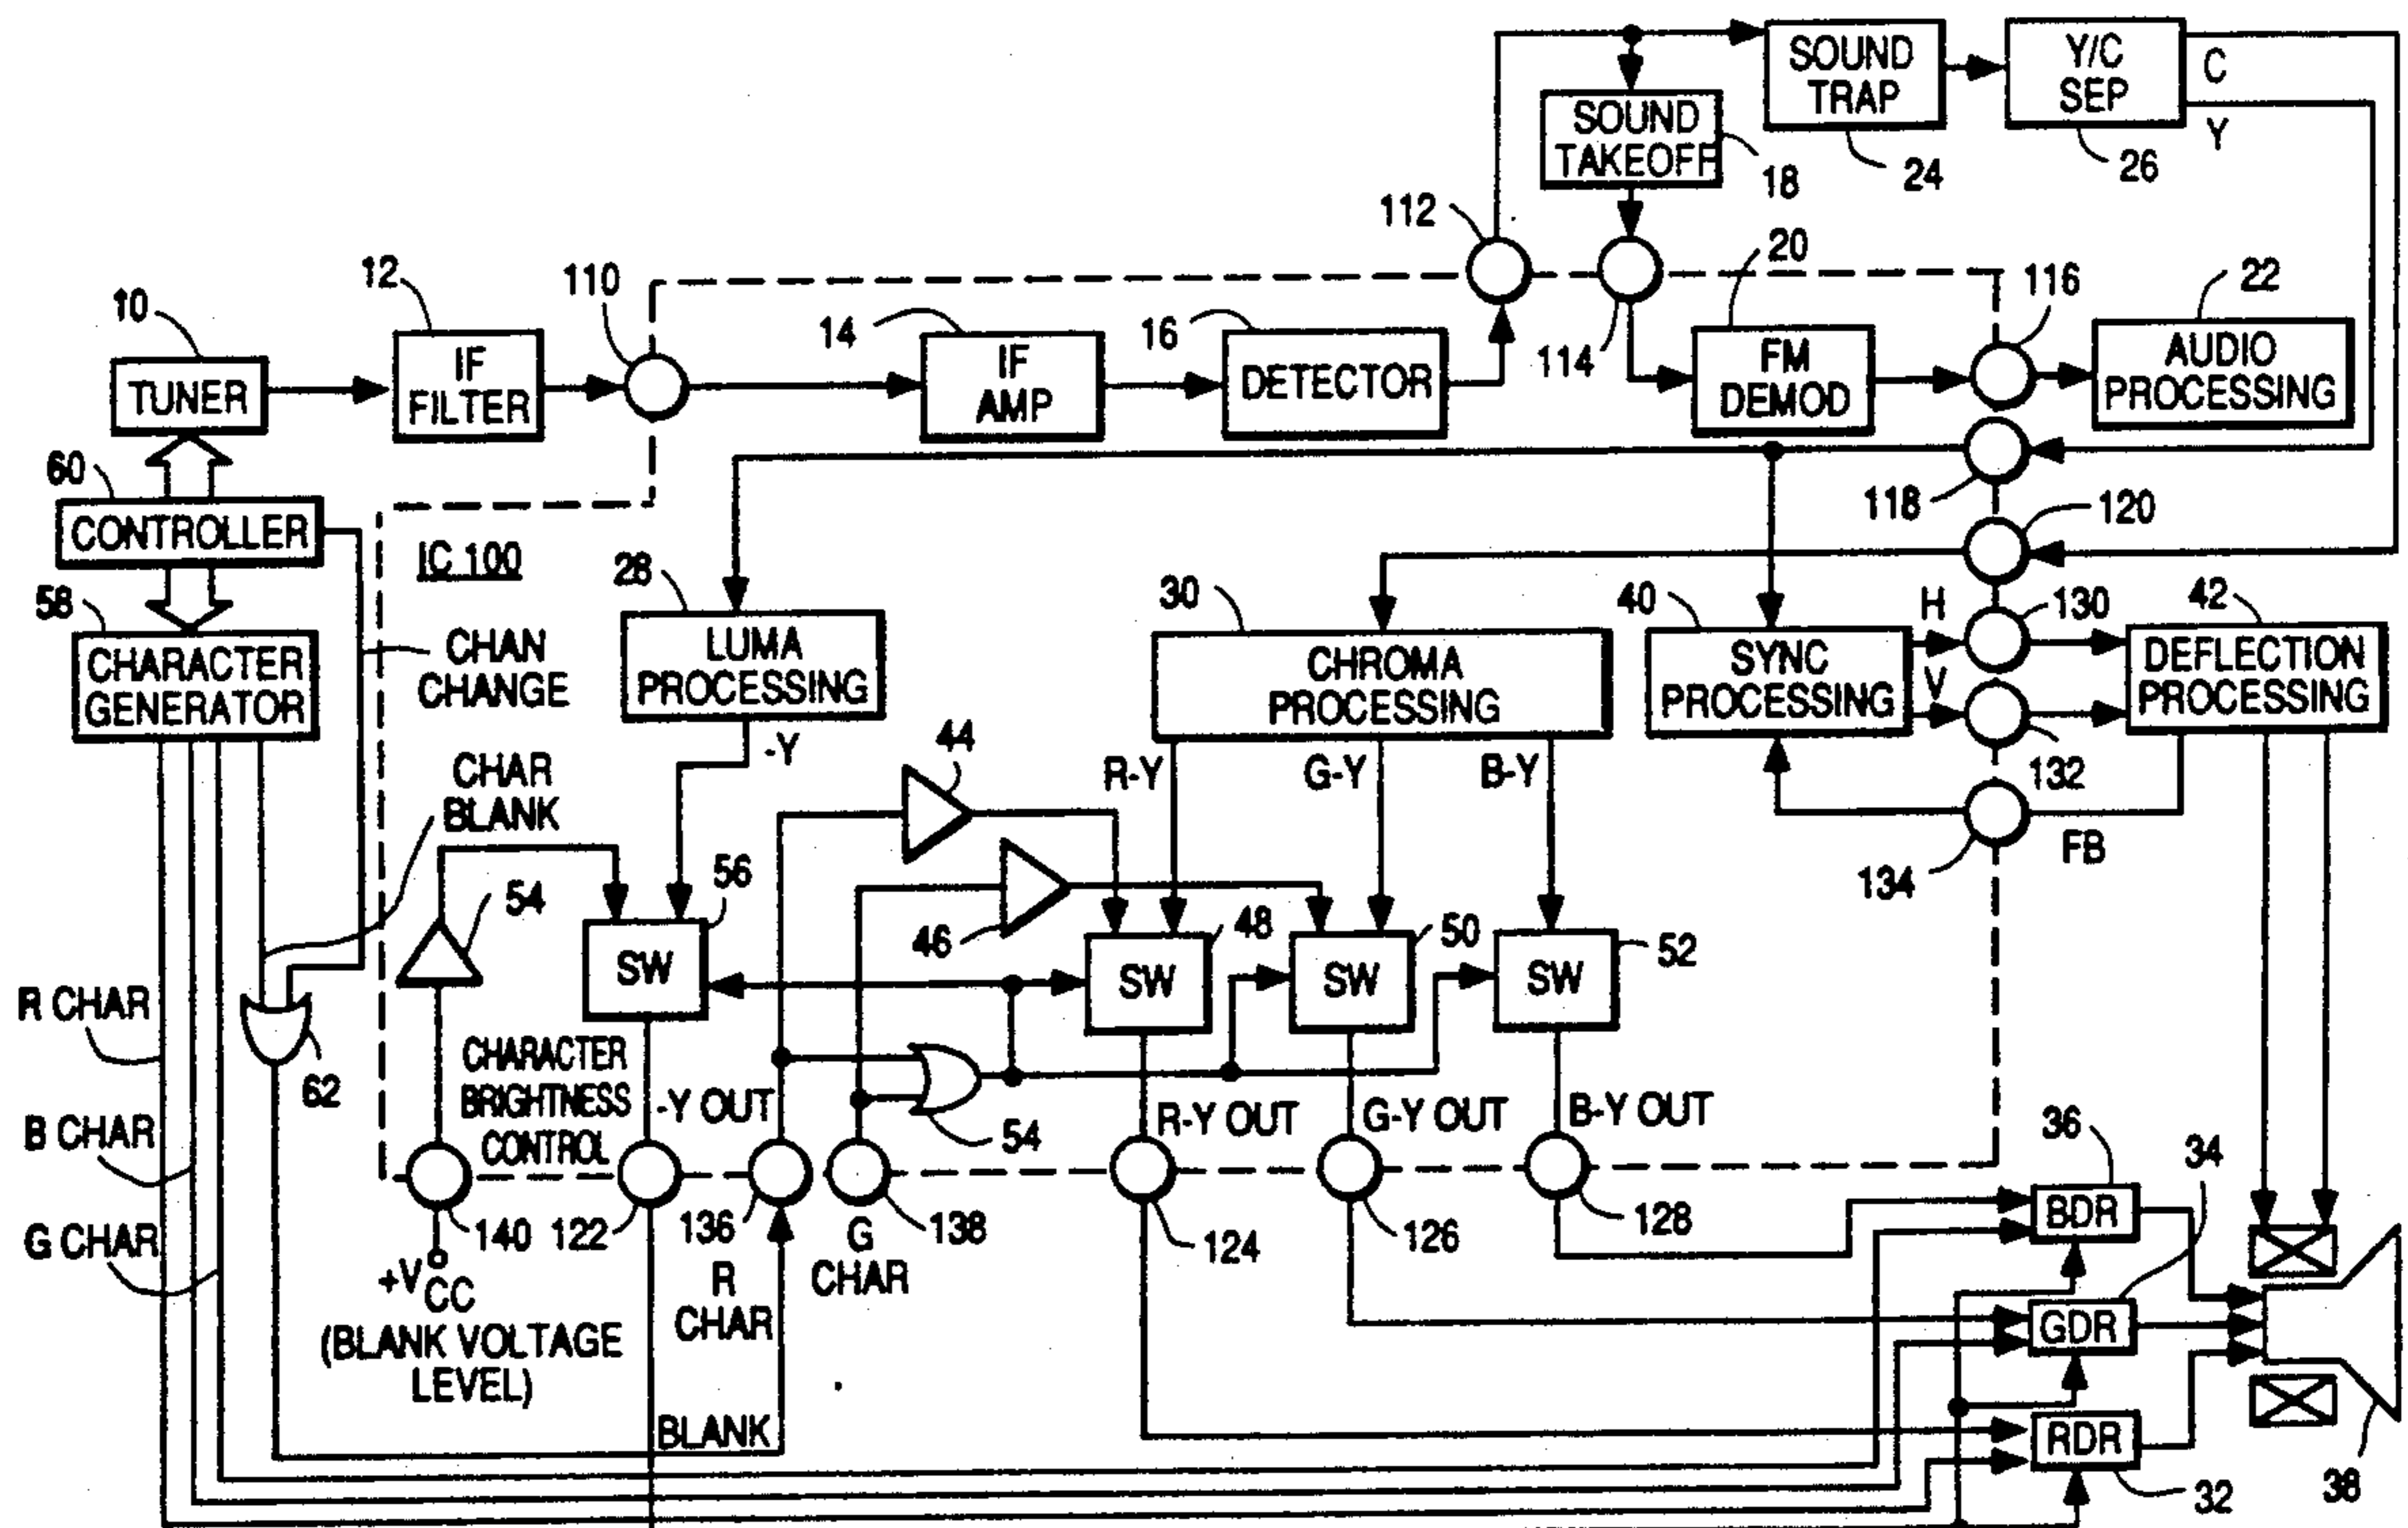 SOUND
TRAP
Y/C
SEP
C
Y
SOUND
TAKEOFF
18
24
26
112
12
110
20
116
22
10
14
16
114
TUNER
IF
FILTER
IF
AMP
DETECTOR
FM
DEMOD
AUDIO
PROCESSING
60
118
120
CONTROLLER
IC 100
28
30
40
H
130
42
58
CHARACTER
GENERATOR
CHAN
CHANGE
LUMA
PROCESSING
CHROMA
PROCESSING
SYNC
PROCESSING
V
DEFLECTION
PROCESSING
-Y
44
R-Y
G-Y
B-Y
132
CHAR
BLANK
FB
134
54
56
46
48
50
52
SW
SW
SW
SW
R CHAR
62
CHARACTER
BRIGHTNESS
CONTROL
-Y OUT
54
R-Y OUT
G-Y OUT
B-Y OUT
B CHAR
36
34
G CHAR
140
122
136
138
124
126
128
BDR
+VCC
R
CHAR
G
CHAR
(BLANK VOLTAGE
LEVEL)
GDR
BLANK
RDR
32
38